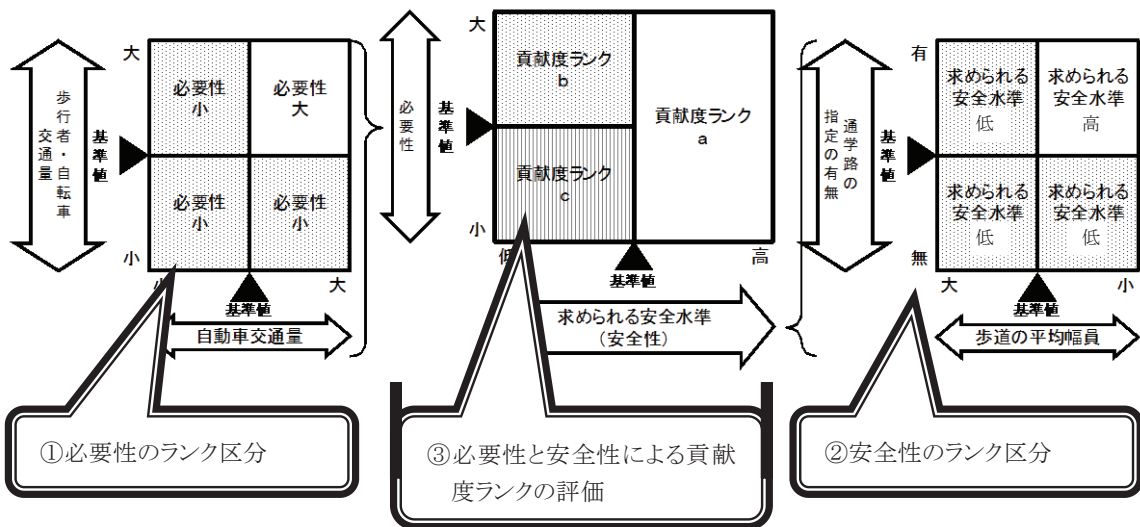 大
小
歩行者・自転車
交通量
基準値
必要性
小
必要性
大
必要性
小
必要性
小
大
基準値
自動車交通量
①必要性のランク区分
大
小
必要性
基準値
貢献度ランク
b
貢献度ランク
a
貢献度ランク
c
低
高
基準値
求められる安全水準
(安全性)
③必要性と安全性による貢献
度ランクの評価
有
無
通学路の
指定の有無
基準値
求められる
安全水準
低
求められる
安全水準
高
求められる
安全水準
低
求められる
安全水準
低
大
小
基準値
歩道の平均幅員
②安全性のランク区分